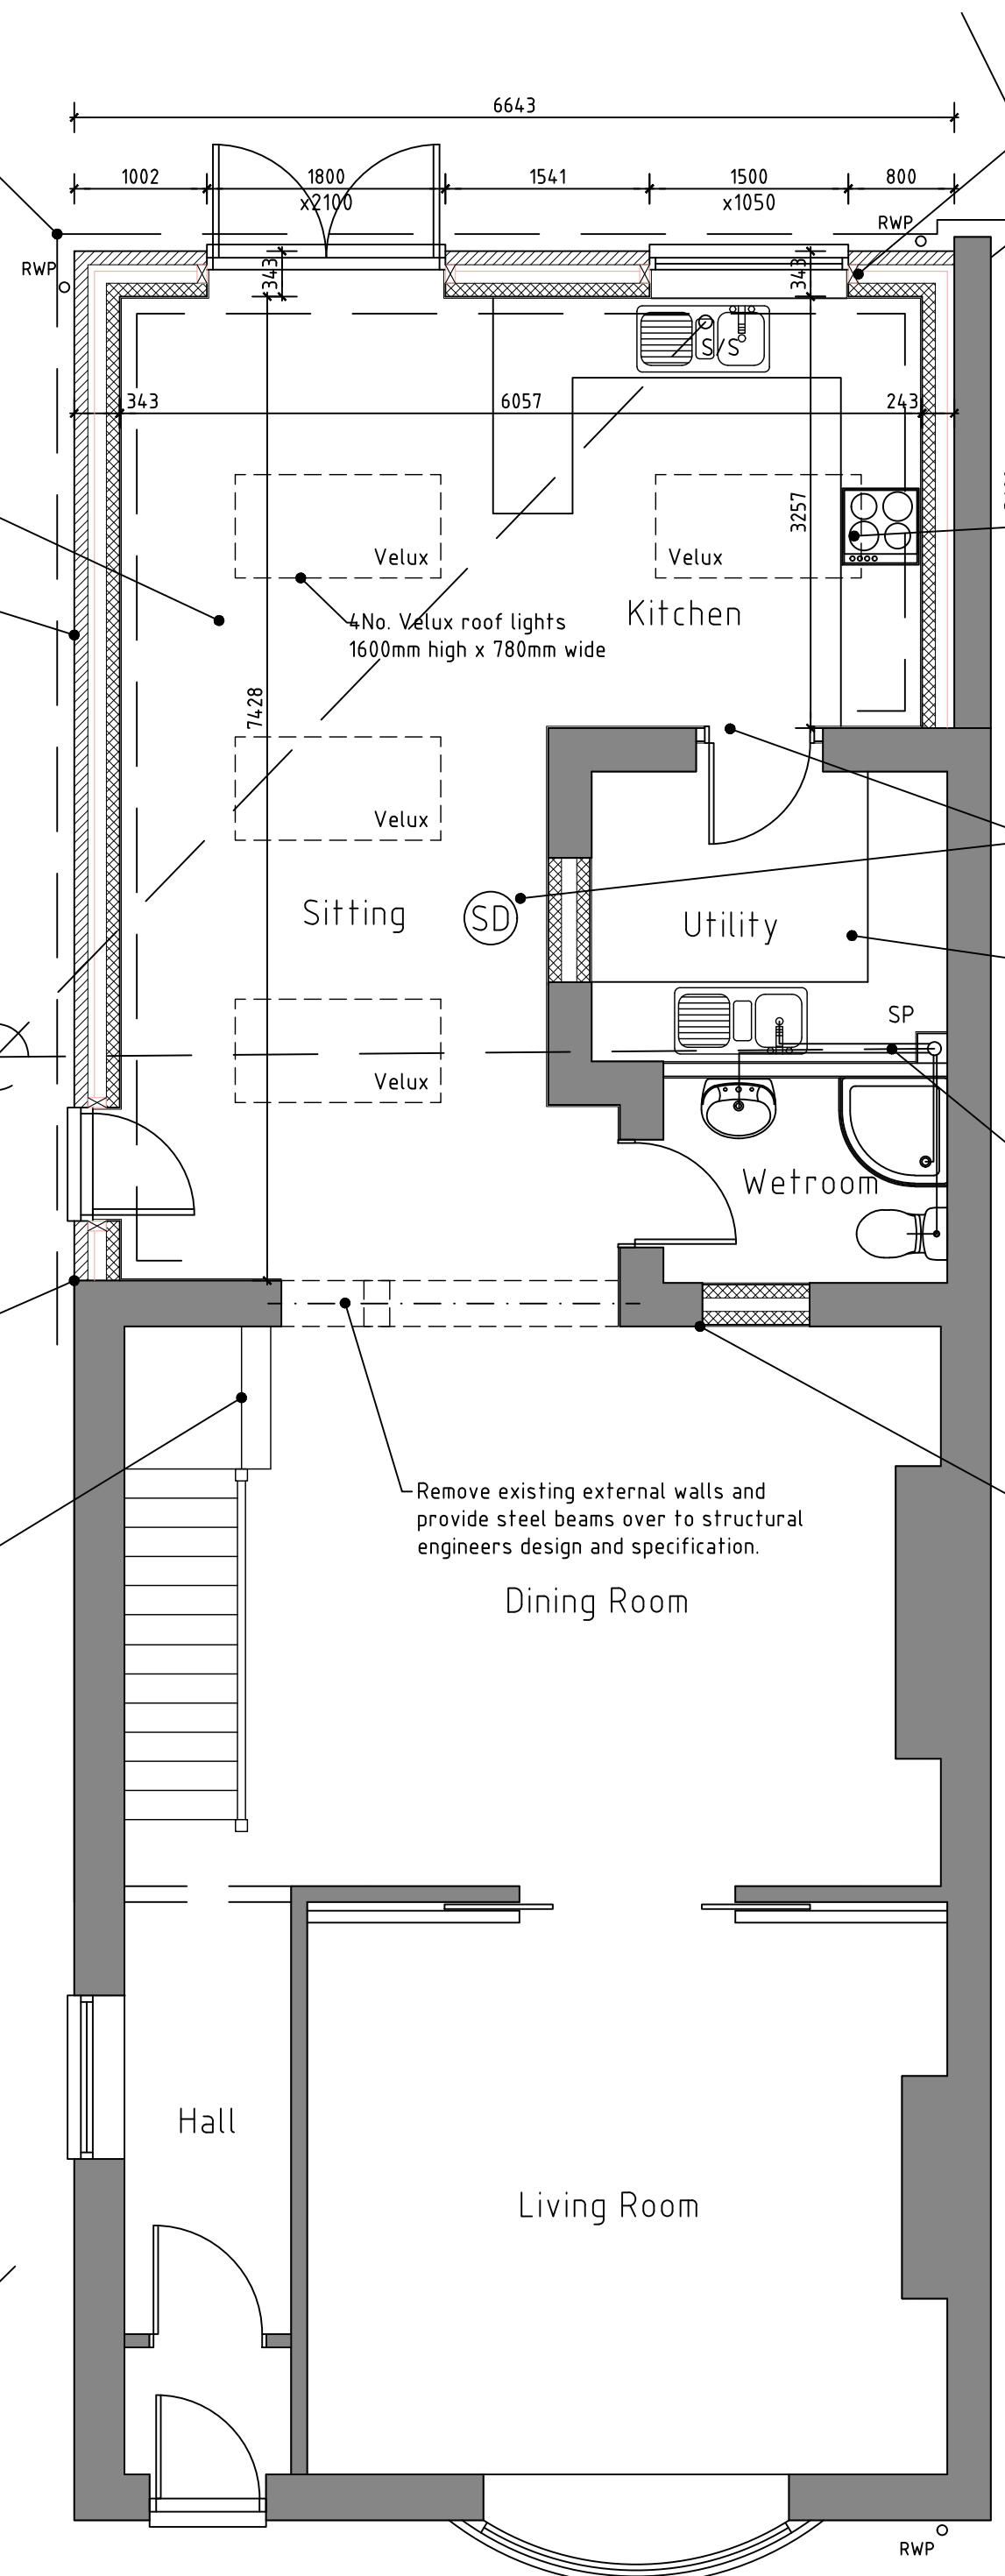 6643
1002
1800
x2100
1541
1500
x1050
800
RWP
RWP
343
343
S/S
343
6057
243
3257
Velux
Velux
Kitchen
4No. Velux roof lights
1600mm high x 780mm wide
7428
Velux
Sitting
SD
Utility
SP
Velux
Wetroom
Remove existing external walls and
provide steel beams over to structural
engineers design and specification.
Dining Room
Hall
Living Room
RWP